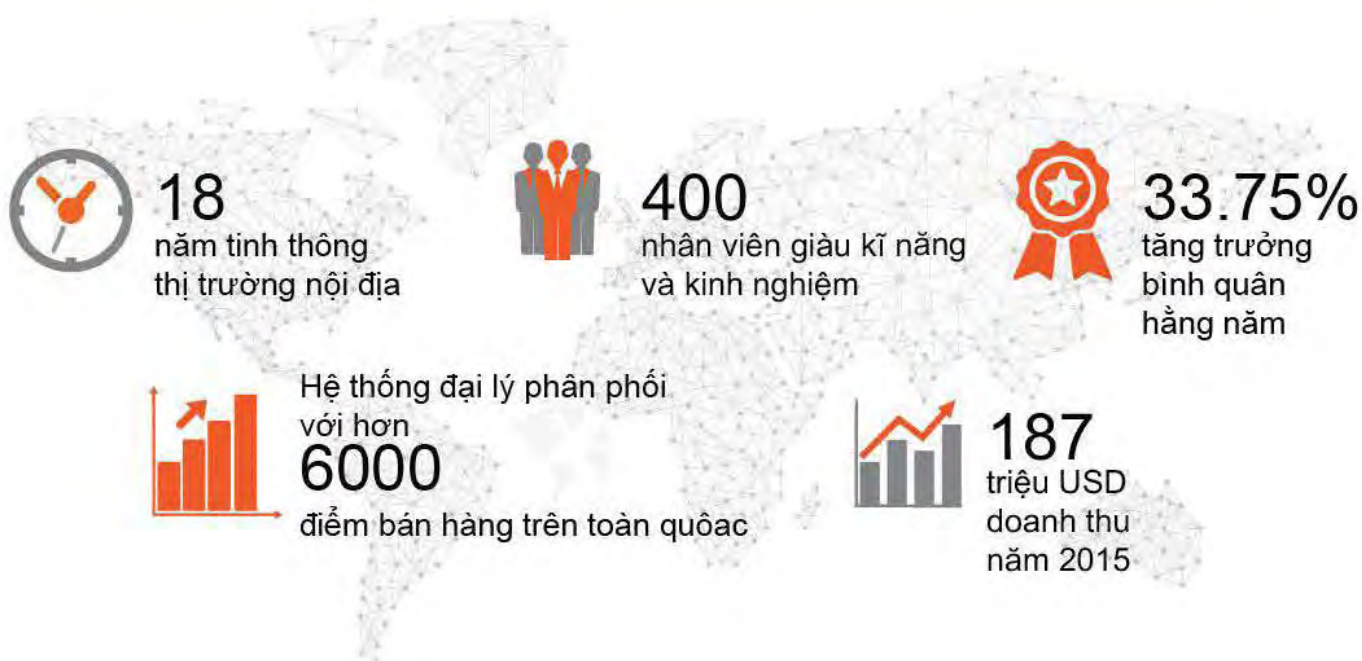 18
năm tinh thông
thị trường nội địa
400
nhân viên giàu kĩ năng
và kinh nghiệm
33.75%
tăng trưởng
bình quân
hằng năm
Hệ thống đại lý phân phối
với hơn
6000
điểm bán hàng trên toàn quôac
187
triệu USD
doanh thu
năm 2015